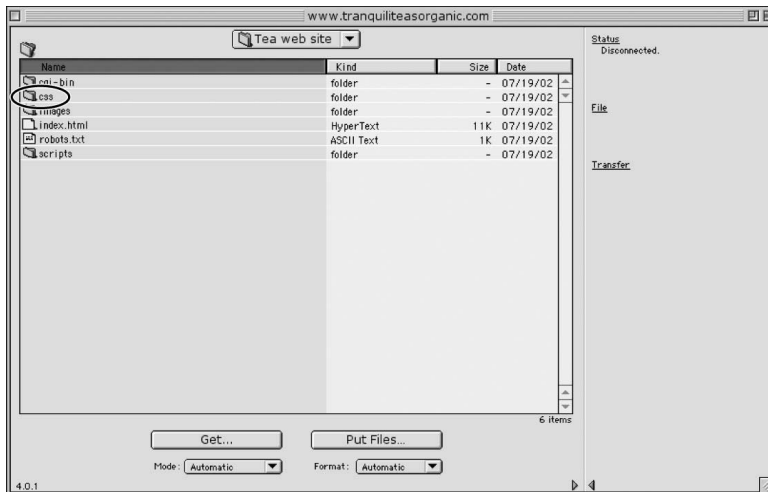 www.tranquiliteasorganic.com
Tea web site
Status
Disconnected.
Name Kind Size Date
cgi-bin folder - 07/19/02
css folder - 07/19/02
images folder - 07/19/02
index.html HyperText 11K 07/19/02
robots.txt ASCII Text 1K 07/19/02
scripts folder - 07/19/02
File
Transfer
6 items
Get... Put Files...
Mode: Automatic Format: Automatic
4.0.1